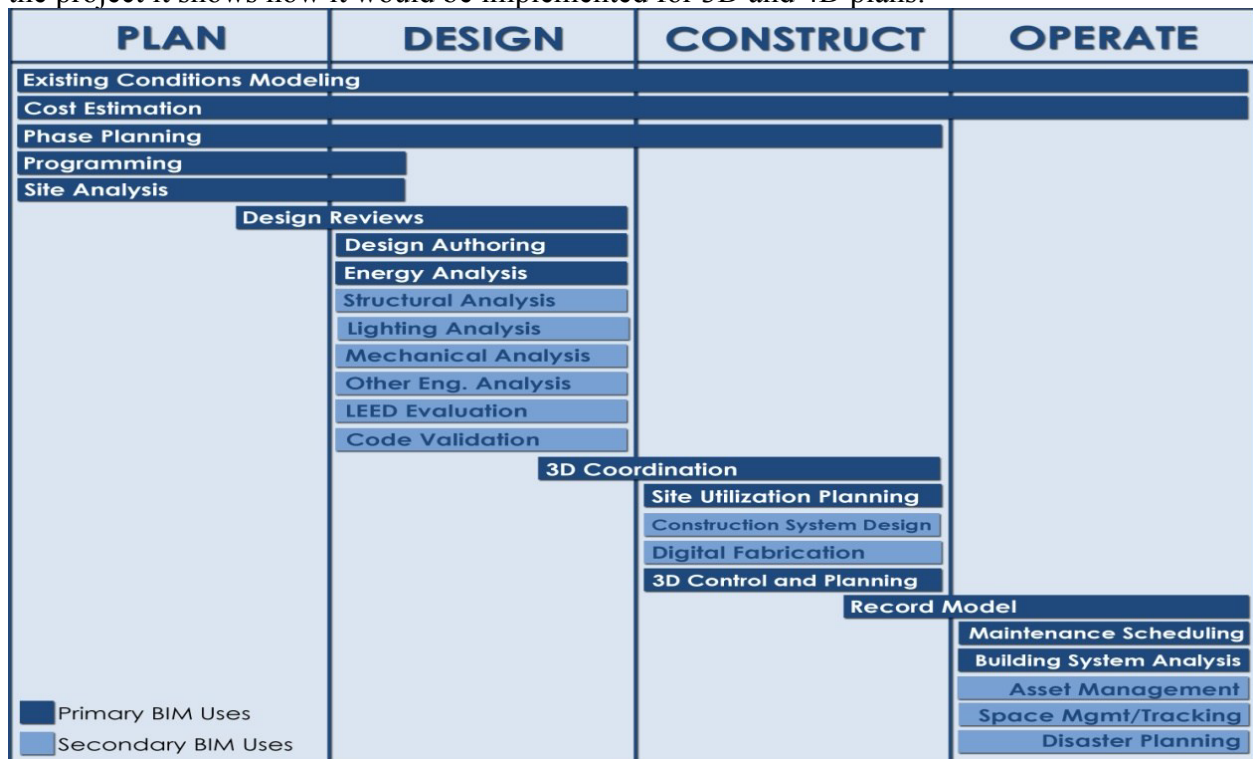 the project it shows how it would be implemented for 3D and 4D plans.
PLAN DESIGN CONSTRUCT OPERATE
Existing Conditions Modeling
Cost Estimation
Phase Planning
Programming
Site Analysis
Design Reviews
Design Authoring
Energy Analysis
Structural Analysis
Lighting Analysis
Mechanical Analysis
Other Eng. Analysis
LEED Evaluation
Code Validation
3D Coordination
Site Utilization Planning
Construction System Design
Digital Fabrication
3D Control and Planning
Record Model
Maintenance Scheduling
Building System Analysis
Asset Management
Space Mgmt/Tracking
Disaster Planning
Primary BIM Uses
Secondary BIM Uses